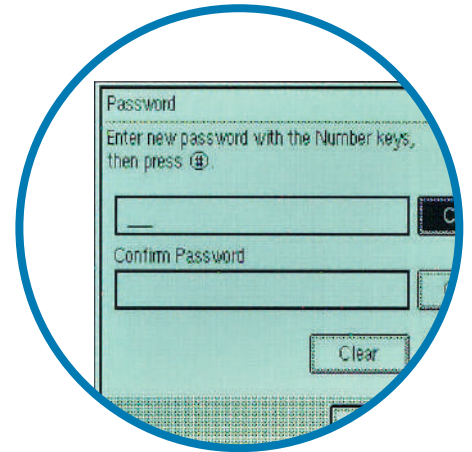 Password
Enter new password with the Number keys,
then press #.
Confirm Password
Clear